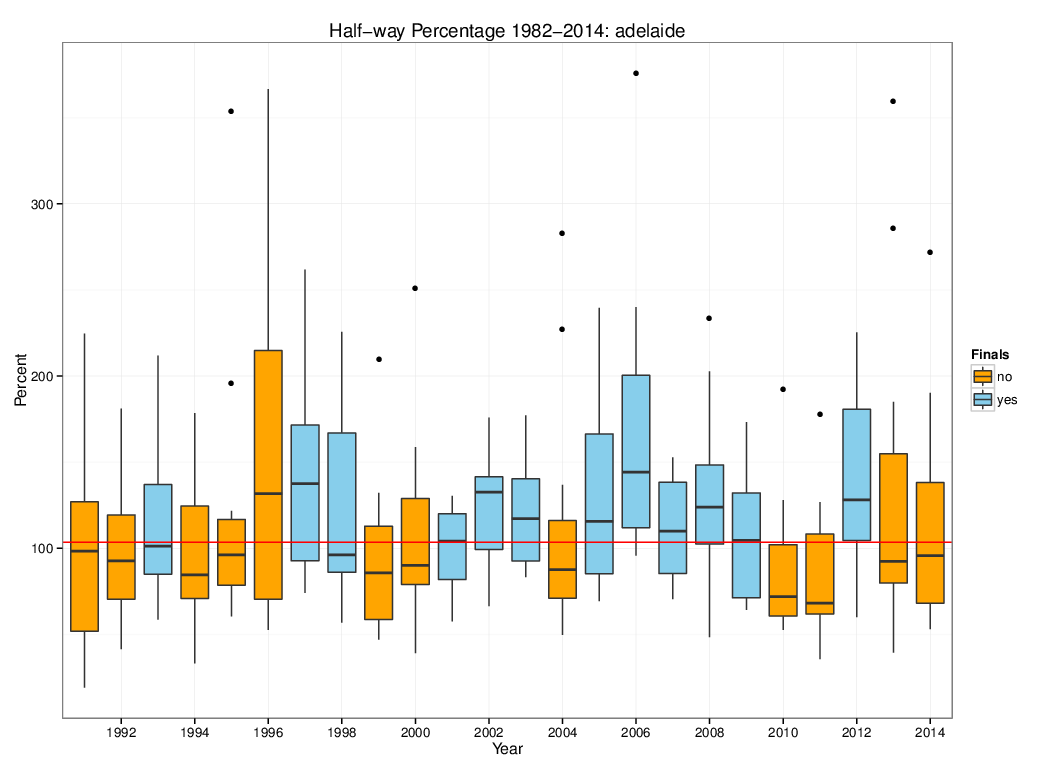 Half−way Percentage 1982−2014: adelaide
Percent
300
200
100
1992 1994 1996 1998 2000 2002 2004 2006 2008 2010 2012 2014
Year
Finals
no
yes